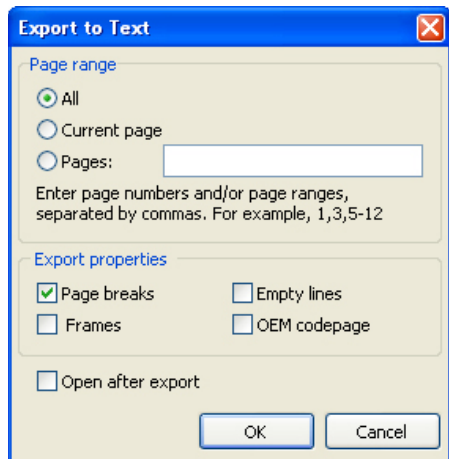 Export to Text
Page range
All
Current page
Pages:
Enter page numbers and/or page ranges,
separated by commas. For example, 1,3,5-12
Export properties
Page breaks Empty lines
Frames OEM codepage
Open after export
OK Cancel